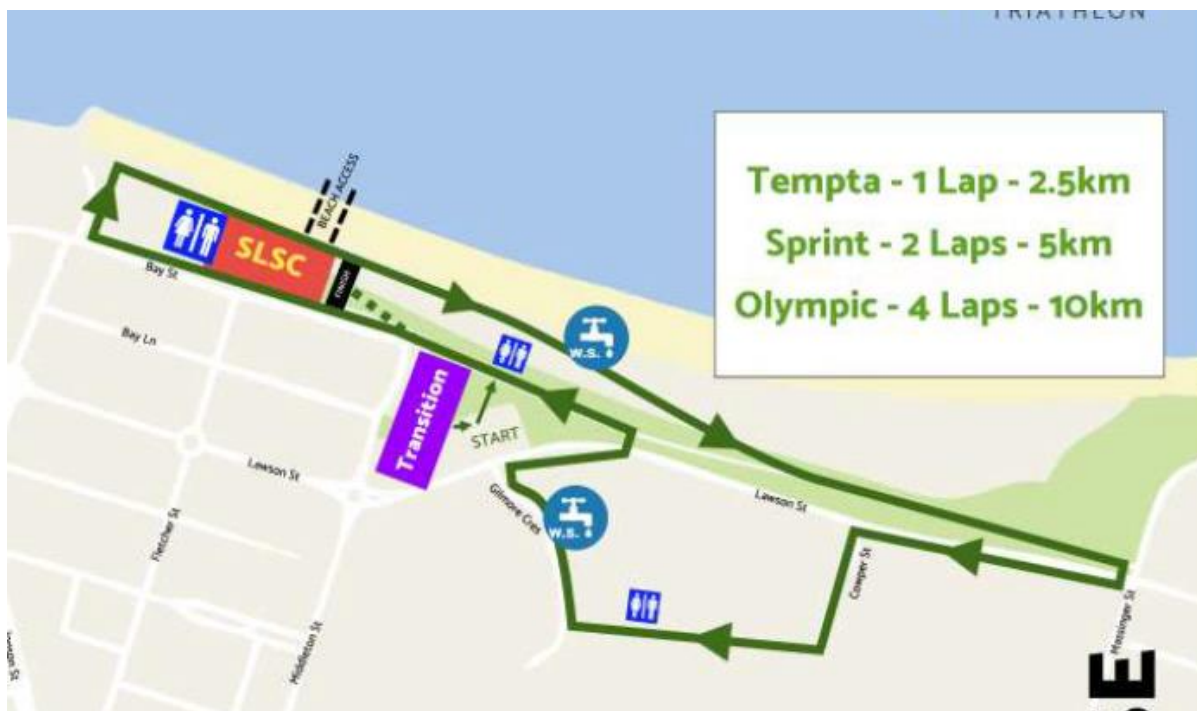 TRIATHLON
Tempta - 1 Lap - 2.5km
Sprint - 2 Laps - 5km
Olympic - 4 Laps - 10km
BEACH ACCESS
SLSC
FINISH
Bay St
W.S.
Bay Ln
Transition
START
Lawson St
Gilmore Cres
W.S.
Lawson St
Fletcher St
Cowper St
Massinger St
Middleton St
SE